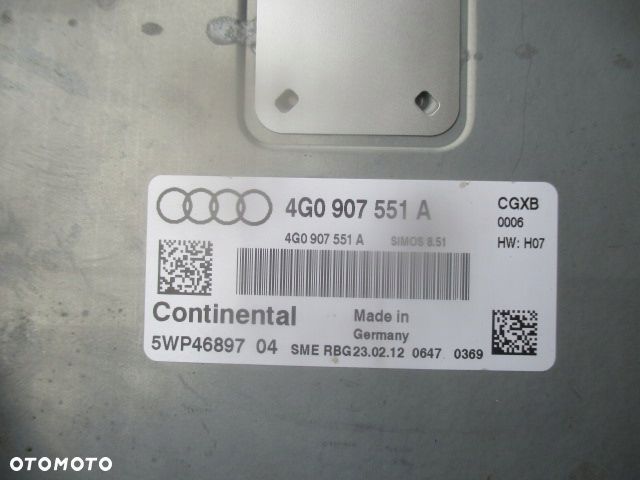 4G0 907 551 A
CGXB
0006
4G0 907 551 A SIMOS 8.51
HW: H07
Continental
Made in
Germany
5WP46897 04 SME RBG23.02.12 0647 0369
OTOMOTO